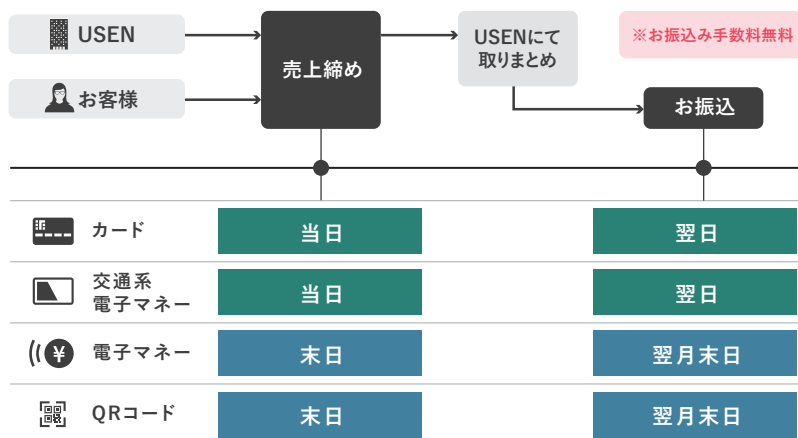 USEN
お客様
売上締め
USENにて
取りまとめ
※お振込み手数料無料
お振込
カード
当日
翌日
交通系
電子マネー
当日
翌日
¥
電子マネー
末日
翌月末日
QRコード
末日
翌月末日